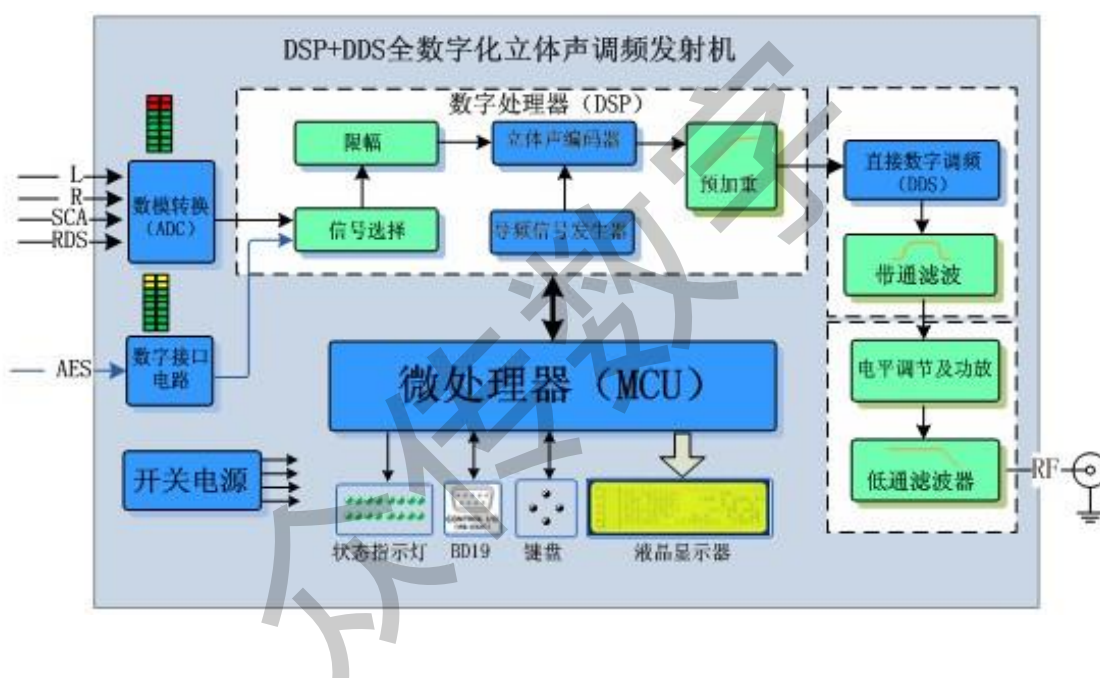 DSP+DDS全数字化立体声调频发射机
数字处理器（DSP）
限幅
立体声编码器
预加重
信号选择
导频信号发生器
直接数字调频
（DDS）
带通滤波
L
R
SCA
RDS
数模转换
（ADC）
AES
数字接口
电路
微处理器（MCU）
电平调节及功放
低通滤波器
RF
开关电源
状态指示灯
BD19
键盘
液晶显示器
众传数字